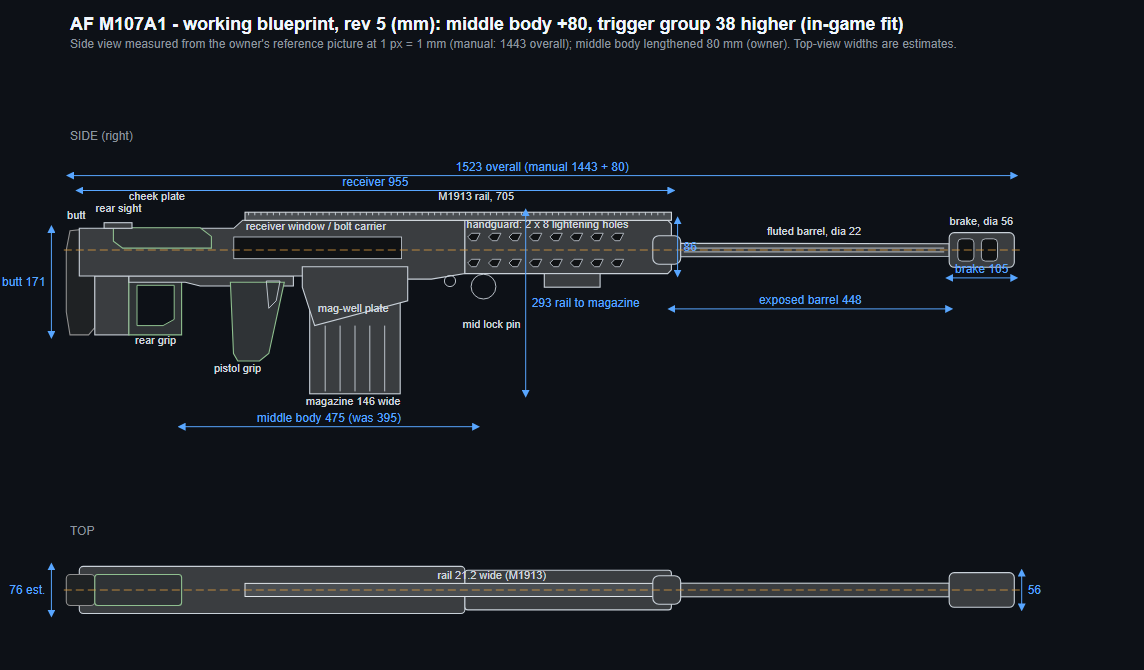 AF M107A1 - working blueprint, rev 5 (mm): middle body +80, trigger group 38 higher (in-game fit)
Side view measured from the owner's reference picture at 1 px = 1 mm (manual: 1443 overall); middle body lengthened 80 mm (owner). Top-view widths are estimates.
SIDE (right)
1523 overall (manual 1443 + 80)
receiver 955
cheek plate
M1913 rail, 705
rear sight
butt
receiver window / bolt carrier
handguard: 2 x 8 lightening holes
brake, dia 56
fluted barrel, dia 22
86
brake 105
butt 171
293 rail to magazine
exposed barrel 448
mag-well plate
mid lock pin
rear grip
pistol grip
magazine 146 wide
middle body 475 (was 395)
TOP
rail 21.2 wide (M1913)
76 est.
56